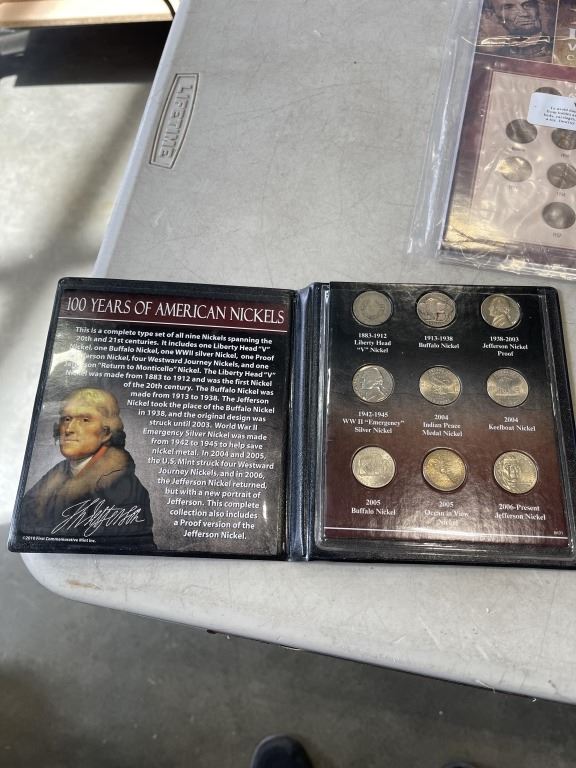 LIFETIME
100 YEARS OF AMERICAN NICKELS
This is a complete type set of all nine Nickels spanning the
20th and 21st centuries. It includes one Liberty Head "V"
Nickel, one Buffalo Nickel, one WWII silver Nickel, one Proof
Jefferson Nickel, four Westward Journey Nickels, and one
Jefferson "Return to Monticello" Nickel. The Liberty Head "V"
Nickel was made from 1883 to 1912 and was the first Nickel
of the 20th century. The Buffalo Nickel was
made from 1913 to 1938. The Jefferson
Nickel took the place of the Buffalo Nickel
in 1938, and the original design was
struck until 2003. World War II
Emergency Silver Nickel was made
from 1942 to 1945 to help save
nickel metal. In 2004 and 2005,
the U.S. Mint struck four Westward
Journey Nickels, and in 2006,
the Jefferson Nickel returned,
but with a new portrait of
Jefferson. This complete
collection also includes
a Proof version of the
Jefferson Nickel.
Th Jefferson
©2010 First Commemorative Mint Inc.
1883-1912
Liberty Head
"V" Nickel
1913-1938
Buffalo Nickel
1938-2003
Jefferson Nickel
Proof
1942-1945
WW II "Emergency"
Silver Nickel
2004
Indian Peace
Medal Nickel
2004
Keelboat Nickel
2005
Buffalo Nickel
2005
Ocean in View
Nickel
2006-Present
Jefferson Nickel